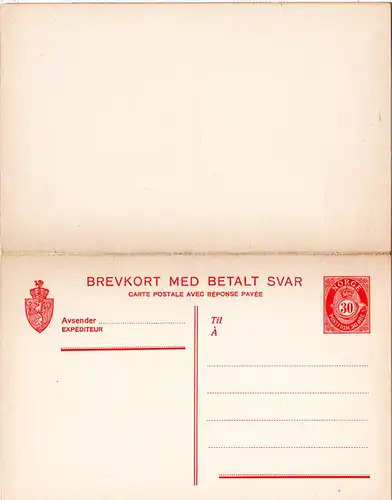 BREVKORT MED BETALT SVAR
CARTE POSTALE AVEC RÉPONSE PAYÉE
NORGE
30
Avsender
EXPÉDITEUR
Til
À